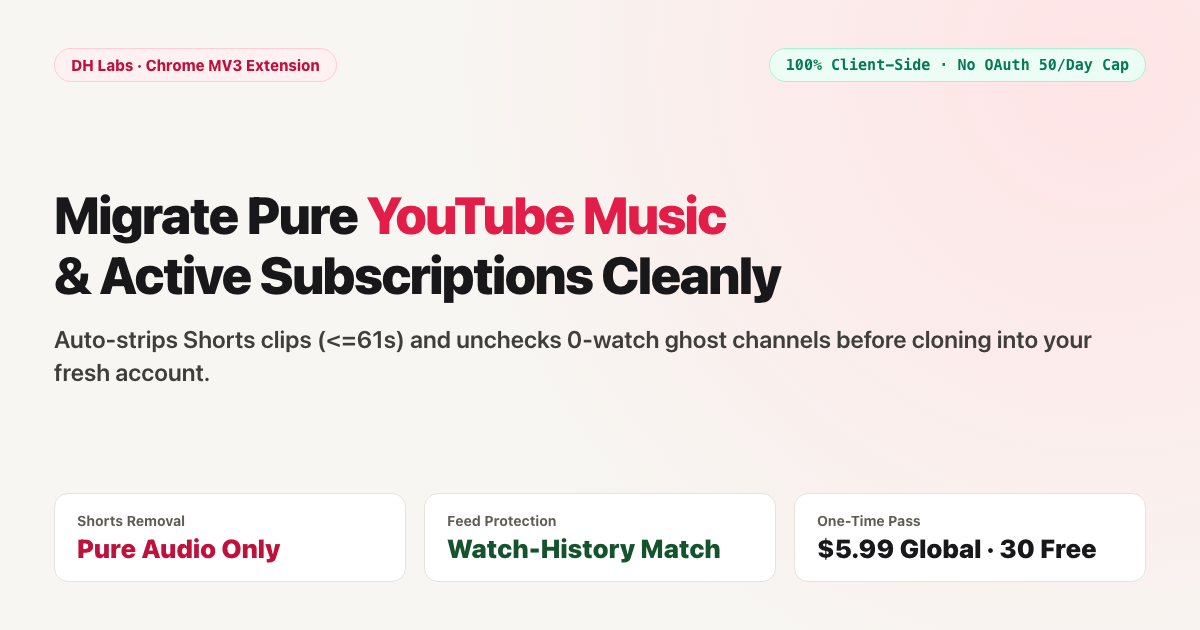 DH Labs · Chrome MV3 Extension
100% Client–Side · No OAuth 50/Day Cap
Migrate Pure YouTube Music
& Active Subscriptions Cleanly
Auto-strips Shorts clips (<=61s) and unchecks 0-watch ghost channels before cloning into your
fresh account.
Shorts Removal
Pure Audio Only
Feed Protection
Watch-History Match
One-Time Pass
$5.99 Global · 30 Free